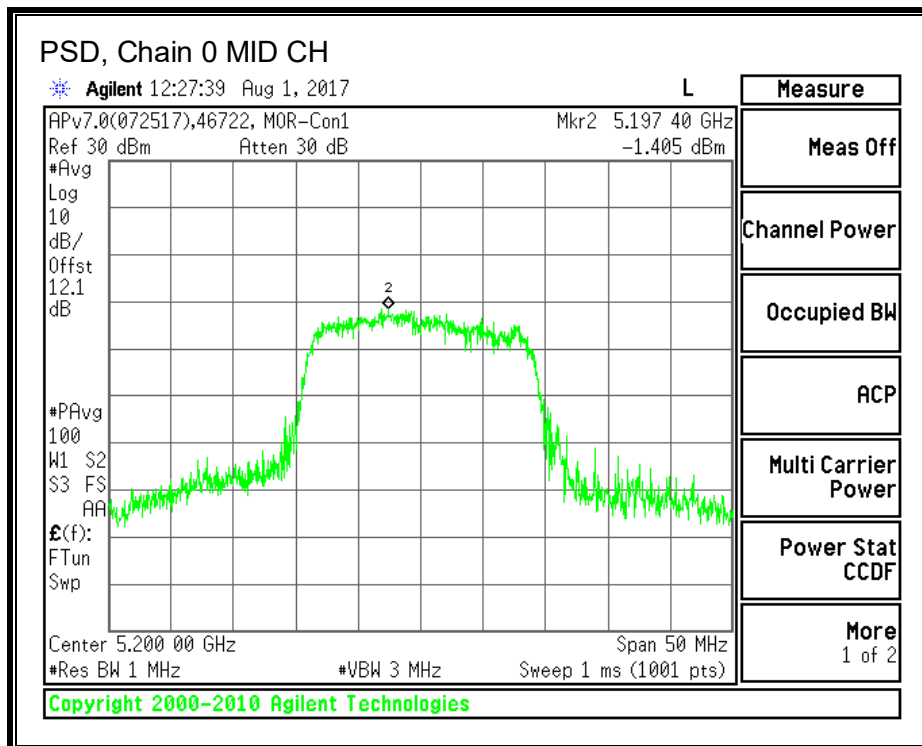 PSD, Chain 0 MID CH
Agilent 12:27:39 Aug 1, 2017 L
Measure
APv7.0(072517),46722, MOR-Con1 Mkr2 5.197 40 GHz
Ref 30 dBm Atten 30 dB -1.405 dBm
#Avg
Log
10
dB/
Offst
12.1
dB
2
#PAvg
100
W1 S2
S3 FS
AA
£(f):
FTun
Swp
Center 5.200 00 GHz Span 50 MHz
#Res BW 1 MHz #VBW 3 MHz Sweep 1 ms (1001 pts)
Meas Off
Channel Power
Occupied BW
ACP
Multi Carrier
Power
Power Stat
CCDF
More
1 of 2
Copyright 2000-2010 Agilent Technologies